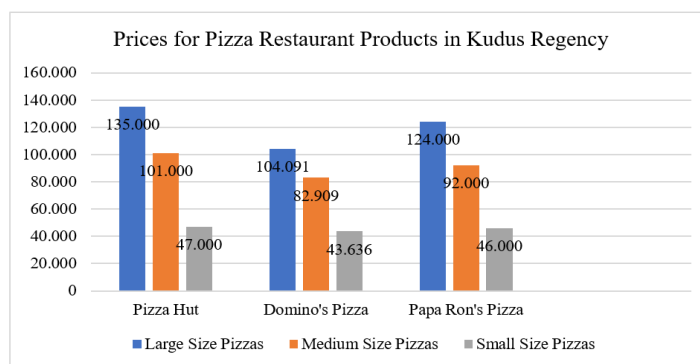 Prices for Pizza Restaurant Products in Kudus Regency
160.000
140.000
120.000
100.000
80.000
60.000
40.000
20.000
0
135.000
101.000
47.000
104.091
82.909
43.636
124.000
92.000
46.000
Pizza Hut
Domino's Pizza
Papa Ron's Pizza
Large Size Pizzas
Medium Size Pizzas
Small Size Pizzas